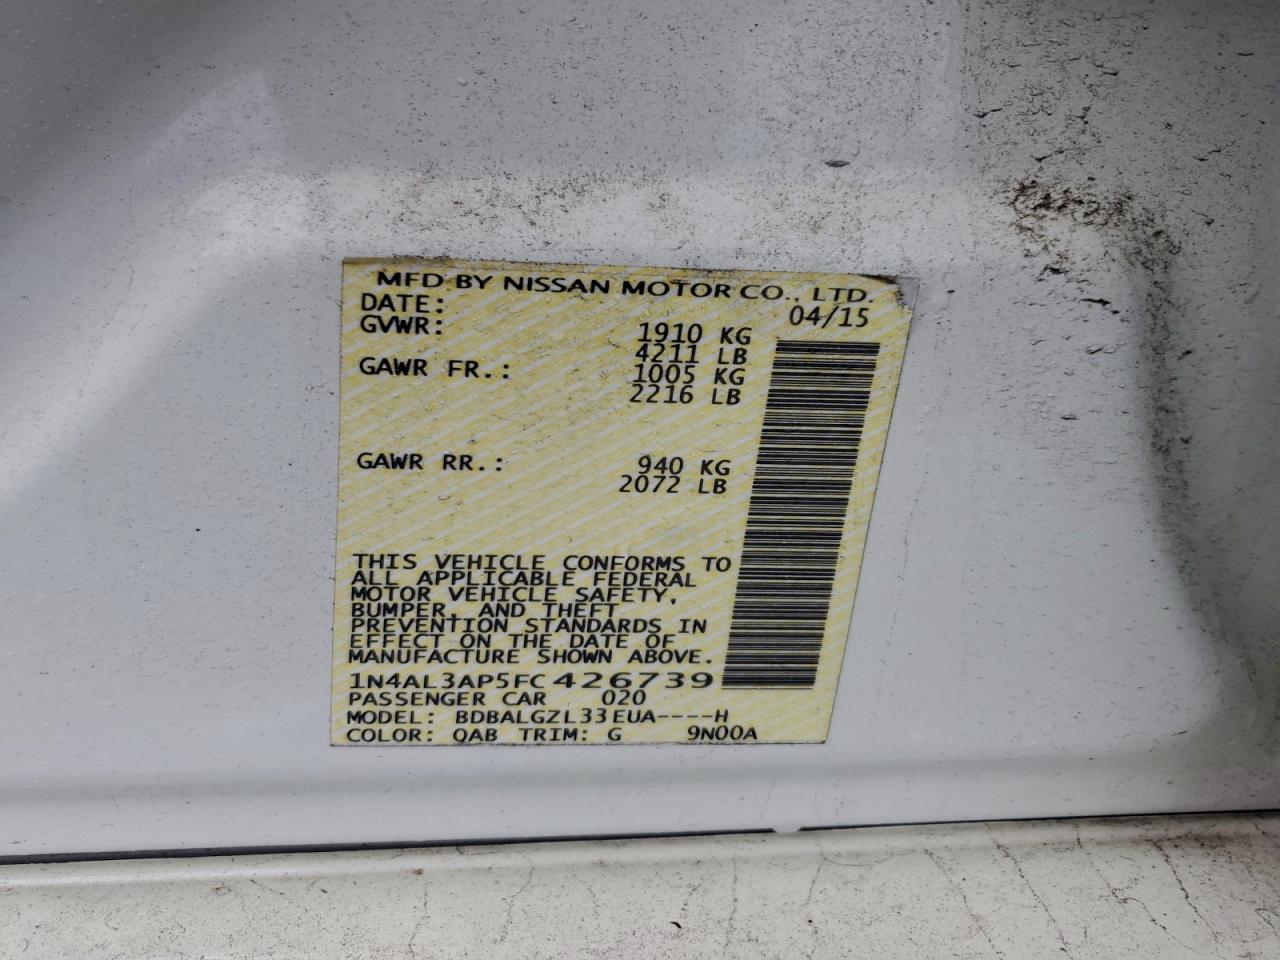 MFD BY NISSAN MOTOR CO., LTD.
DATE: 04/15
GVWR: 1910 KG
4211 LB
GAWR FR.: 1005 KG
2216 LB
GAWR RR.: 940 KG
2072 LB
THIS VEHICLE CONFORMS TO
ALL APPLICABLE FEDERAL
MOTOR VEHICLE SAFETY,
BUMPER, AND THEFT
PREVENTION STANDARDS IN
EFFECT ON THE DATE OF
MANUFACTURE SHOWN ABOVE.
1N4AL3AP5FC426739
PASSENGER CAR 020
MODEL: BDBALGZL33EUA----H
COLOR: QAB TRIM: G 9N00A